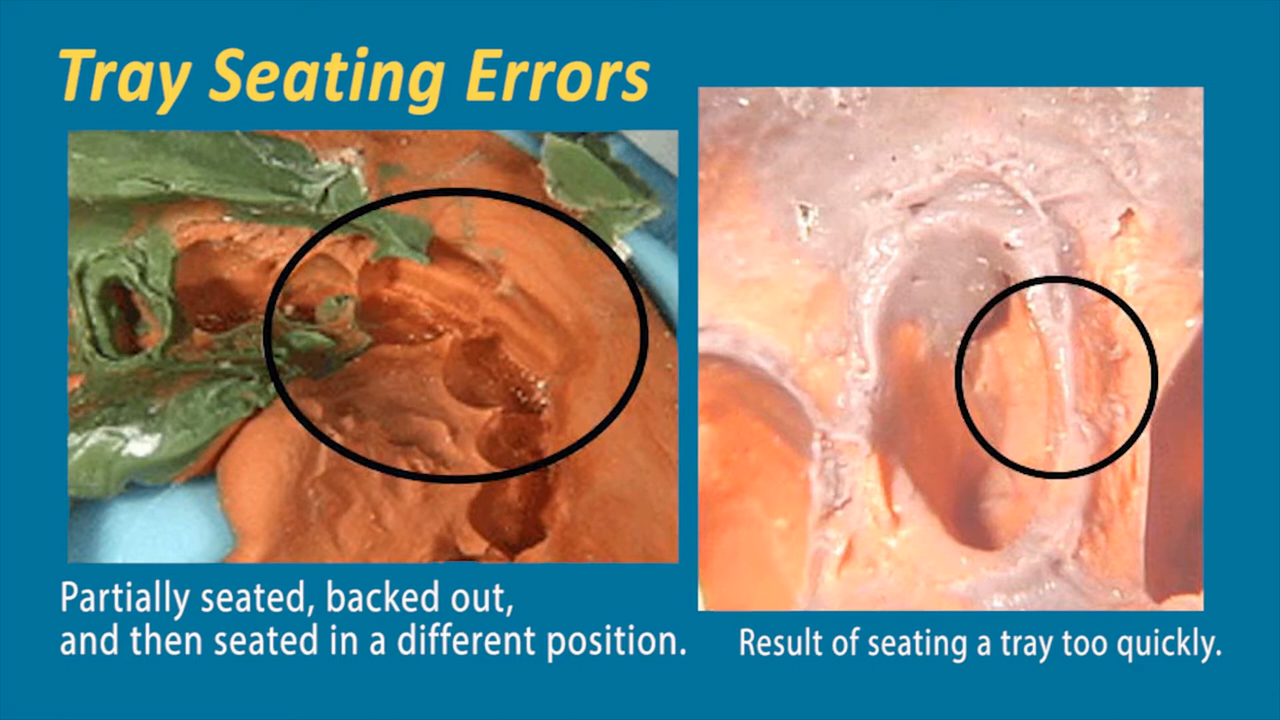 Tray Seating Errors
Partially seated, backed out,
and then seated in a different position.
Result of seating a tray too quickly.